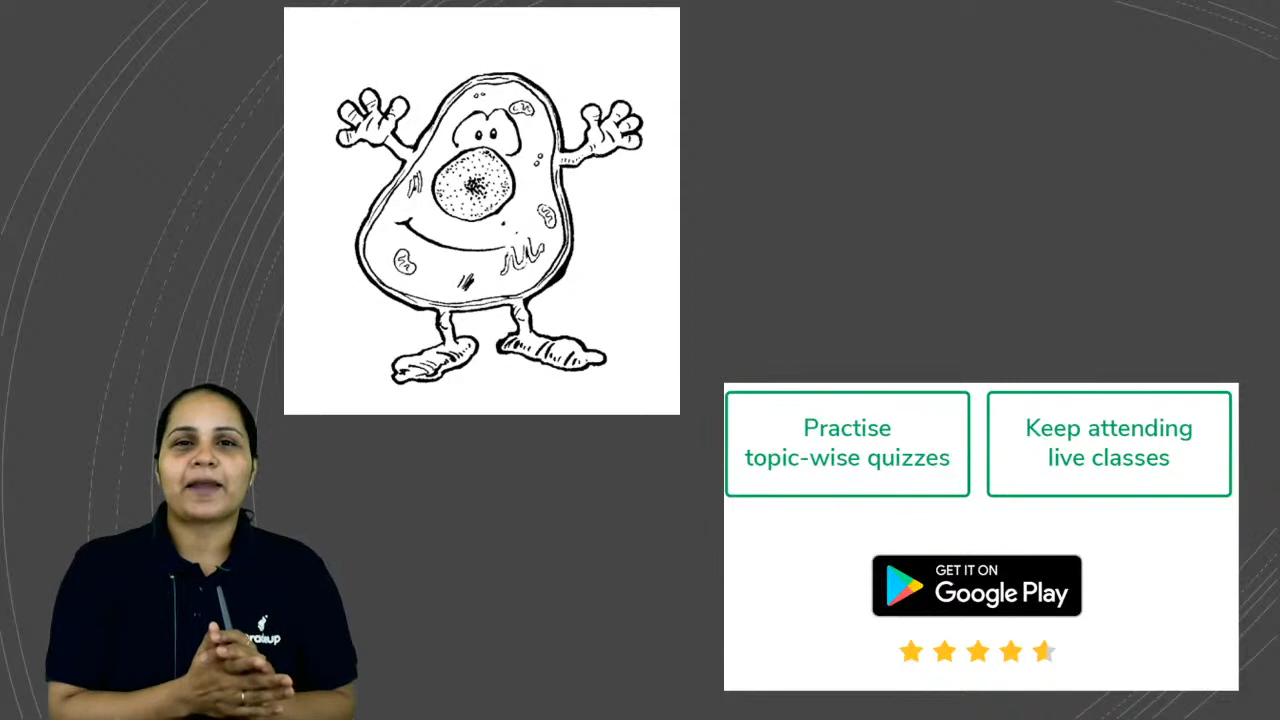 Practise
topic-wise quizzes
Keep attending
live classes
GET IT ON
Google Play